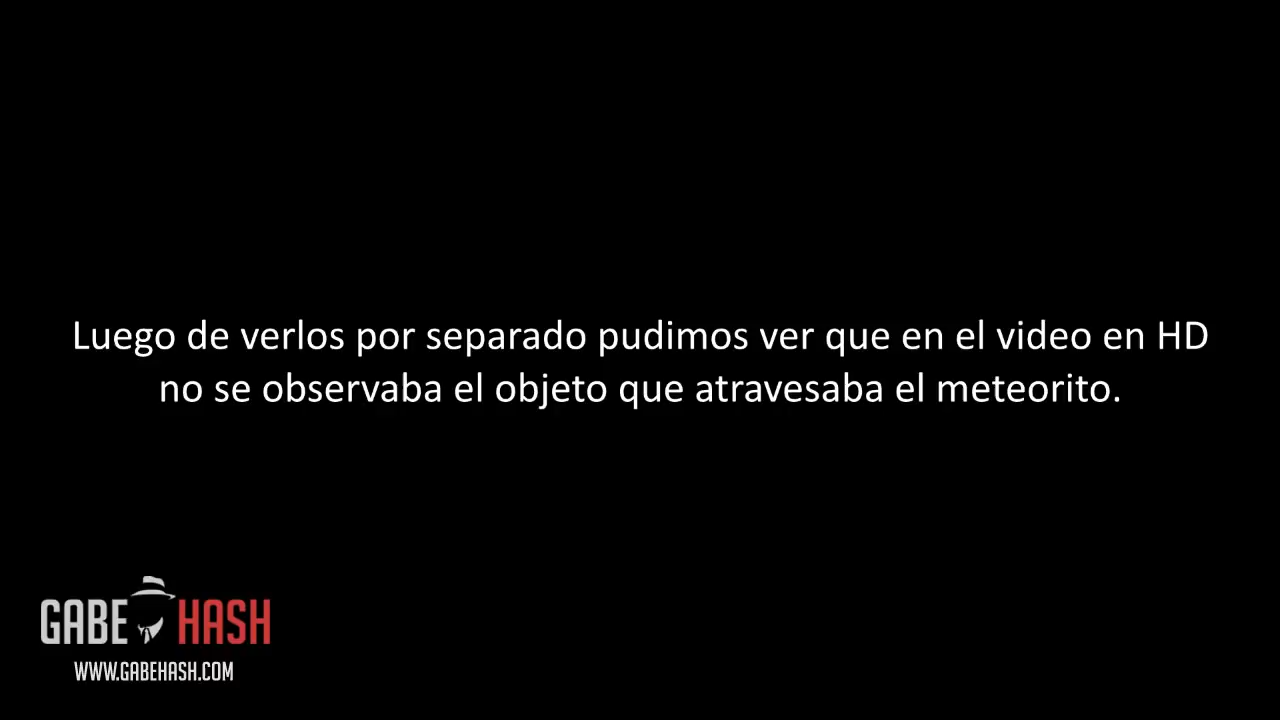 Luego de verlos por separado pudimos ver que en el video en HD
no se observaba el objeto que atravesaba el meteorito.
GABE HASH
WWW.GABEHASH.COM